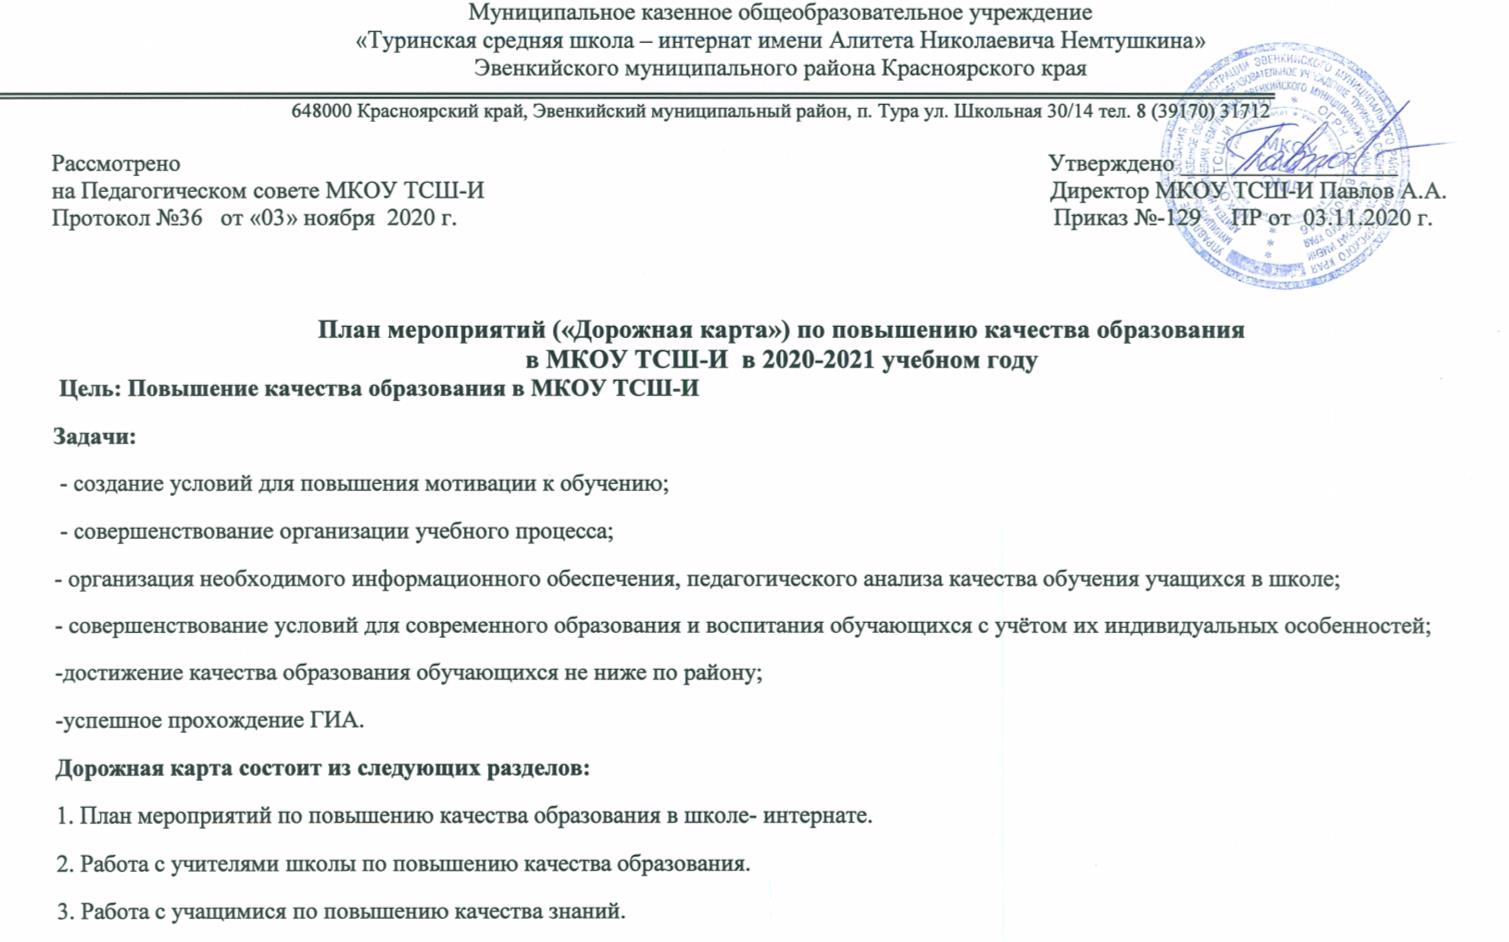 Муниципальное казенное общеобразовательное учреждение
«Туринская средняя школа – интернат имени Алитета Николаевича Немтушкина»
Эвенкийского муниципального района Красноярского края
648000 Красноярский край, Эвенкийский муниципальный район, п. Тура ул. Школьная 30/14 тел. 8 (39170) 31712
Рассмотрено Утверждено
на Педагогическом совете МКОУ ТСШ-И Директор МКОУ ТСШ-И Павлов А.А.
Протокол №36 от «03» ноября 2020 г. Приказ №-129 ПР от 03.11.2020 г.
План мероприятий («Дорожная карта») по повышению качества образования
в МКОУ ТСШ-И в 2020-2021 учебном году
Цель: Повышение качества образования в МКОУ ТСШ-И
Задачи:
- создание условий для повышения мотивации к обучению;
- совершенствование организации учебного процесса;
- организация необходимого информационного обеспечения, педагогического анализа качества обучения учащихся в школе;
- совершенствование условий для современного образования и воспитания обучающихся с учётом их индивидуальных особенностей;
-достижение качества образования обучающихся не ниже по району;
-успешное прохождение ГИА.
Дорожная карта состоит из следующих разделов:
1. План мероприятий по повышению качества образования в школе- интернате.
2. Работа с учителями школы по повышению качества образования.
3. Работа с учащимися по повышению качества знаний.